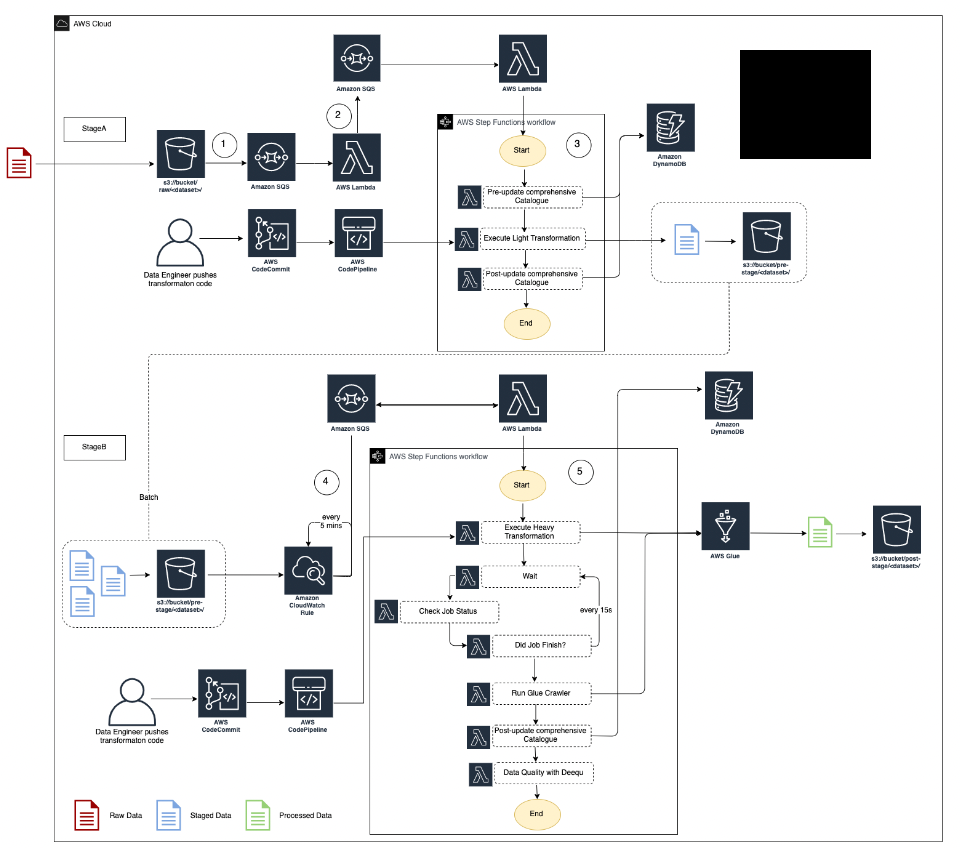 AWS Cloud
Amazon SQS
AWS Lambda
StageA
1
2
AWS Step Functions workflow
3
Start
Amazon
DynamoDB
s3://bucket/
raw/<dataset>/
Amazon SQS
AWS Lambda
Pre-update comprehensive
Catalogue
Data Engineer pushes
transformaton code
AWS
CodeCommit
AWS
CodePipeline
Execute Light Transformation
s3://bucket/pre-
stage/<dataset>/
Post-update comprehensive
Catalogue
End
Amazon SQS
AWS Lambda
Amazon
DynamoDB
StageB
AWS Step Functions workflow
4
5
Start
Batch
every
5 mins
Execute Heavy
Transformation
AWS Glue
s3://bucket/post-
stage/<dataset>/
s3://bucket/pre-
stage/<dataset>/
Amazon
CloudWatch
Rule
Wait
Check Job Status
every 15s
Did Job Finish?
Data Engineer pushes
transformaton code
AWS
CodeCommit
AWS
CodePipeline
Run Glue Crawler
Post-update comprehensive
Catalogue
Data Quality with Deequ
End
Raw Data
Staged Data
Processed Data